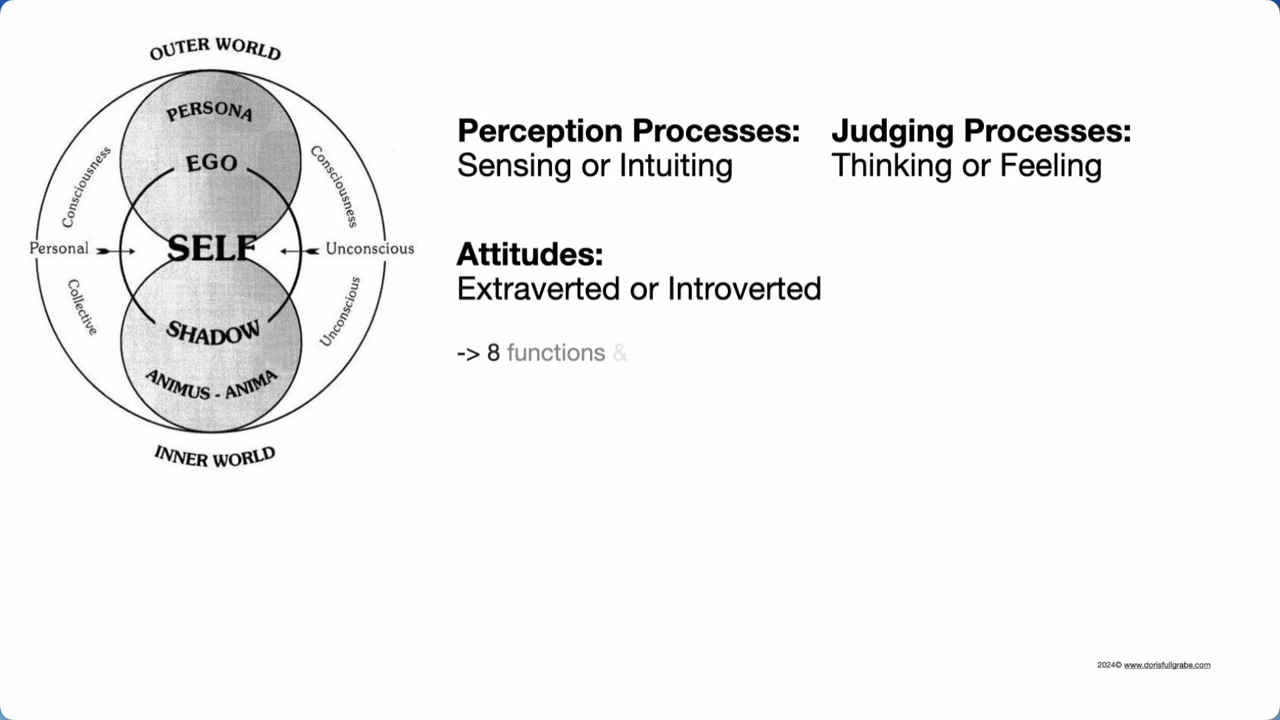 OUTER WORLD
PERSONA
EGO
Consciousness
Consciousness
Personal
SELF
Unconscious
Collective
Unconscious
SHADOW
ANIMUS - ANIMA
INNER WORLD
Perception Processes:
Sensing or Intuiting
Judging Processes:
Thinking or Feeling
Attitudes:
Extraverted or Introverted
-> 8 functions &
2024© www.dorisfullgrabe.com